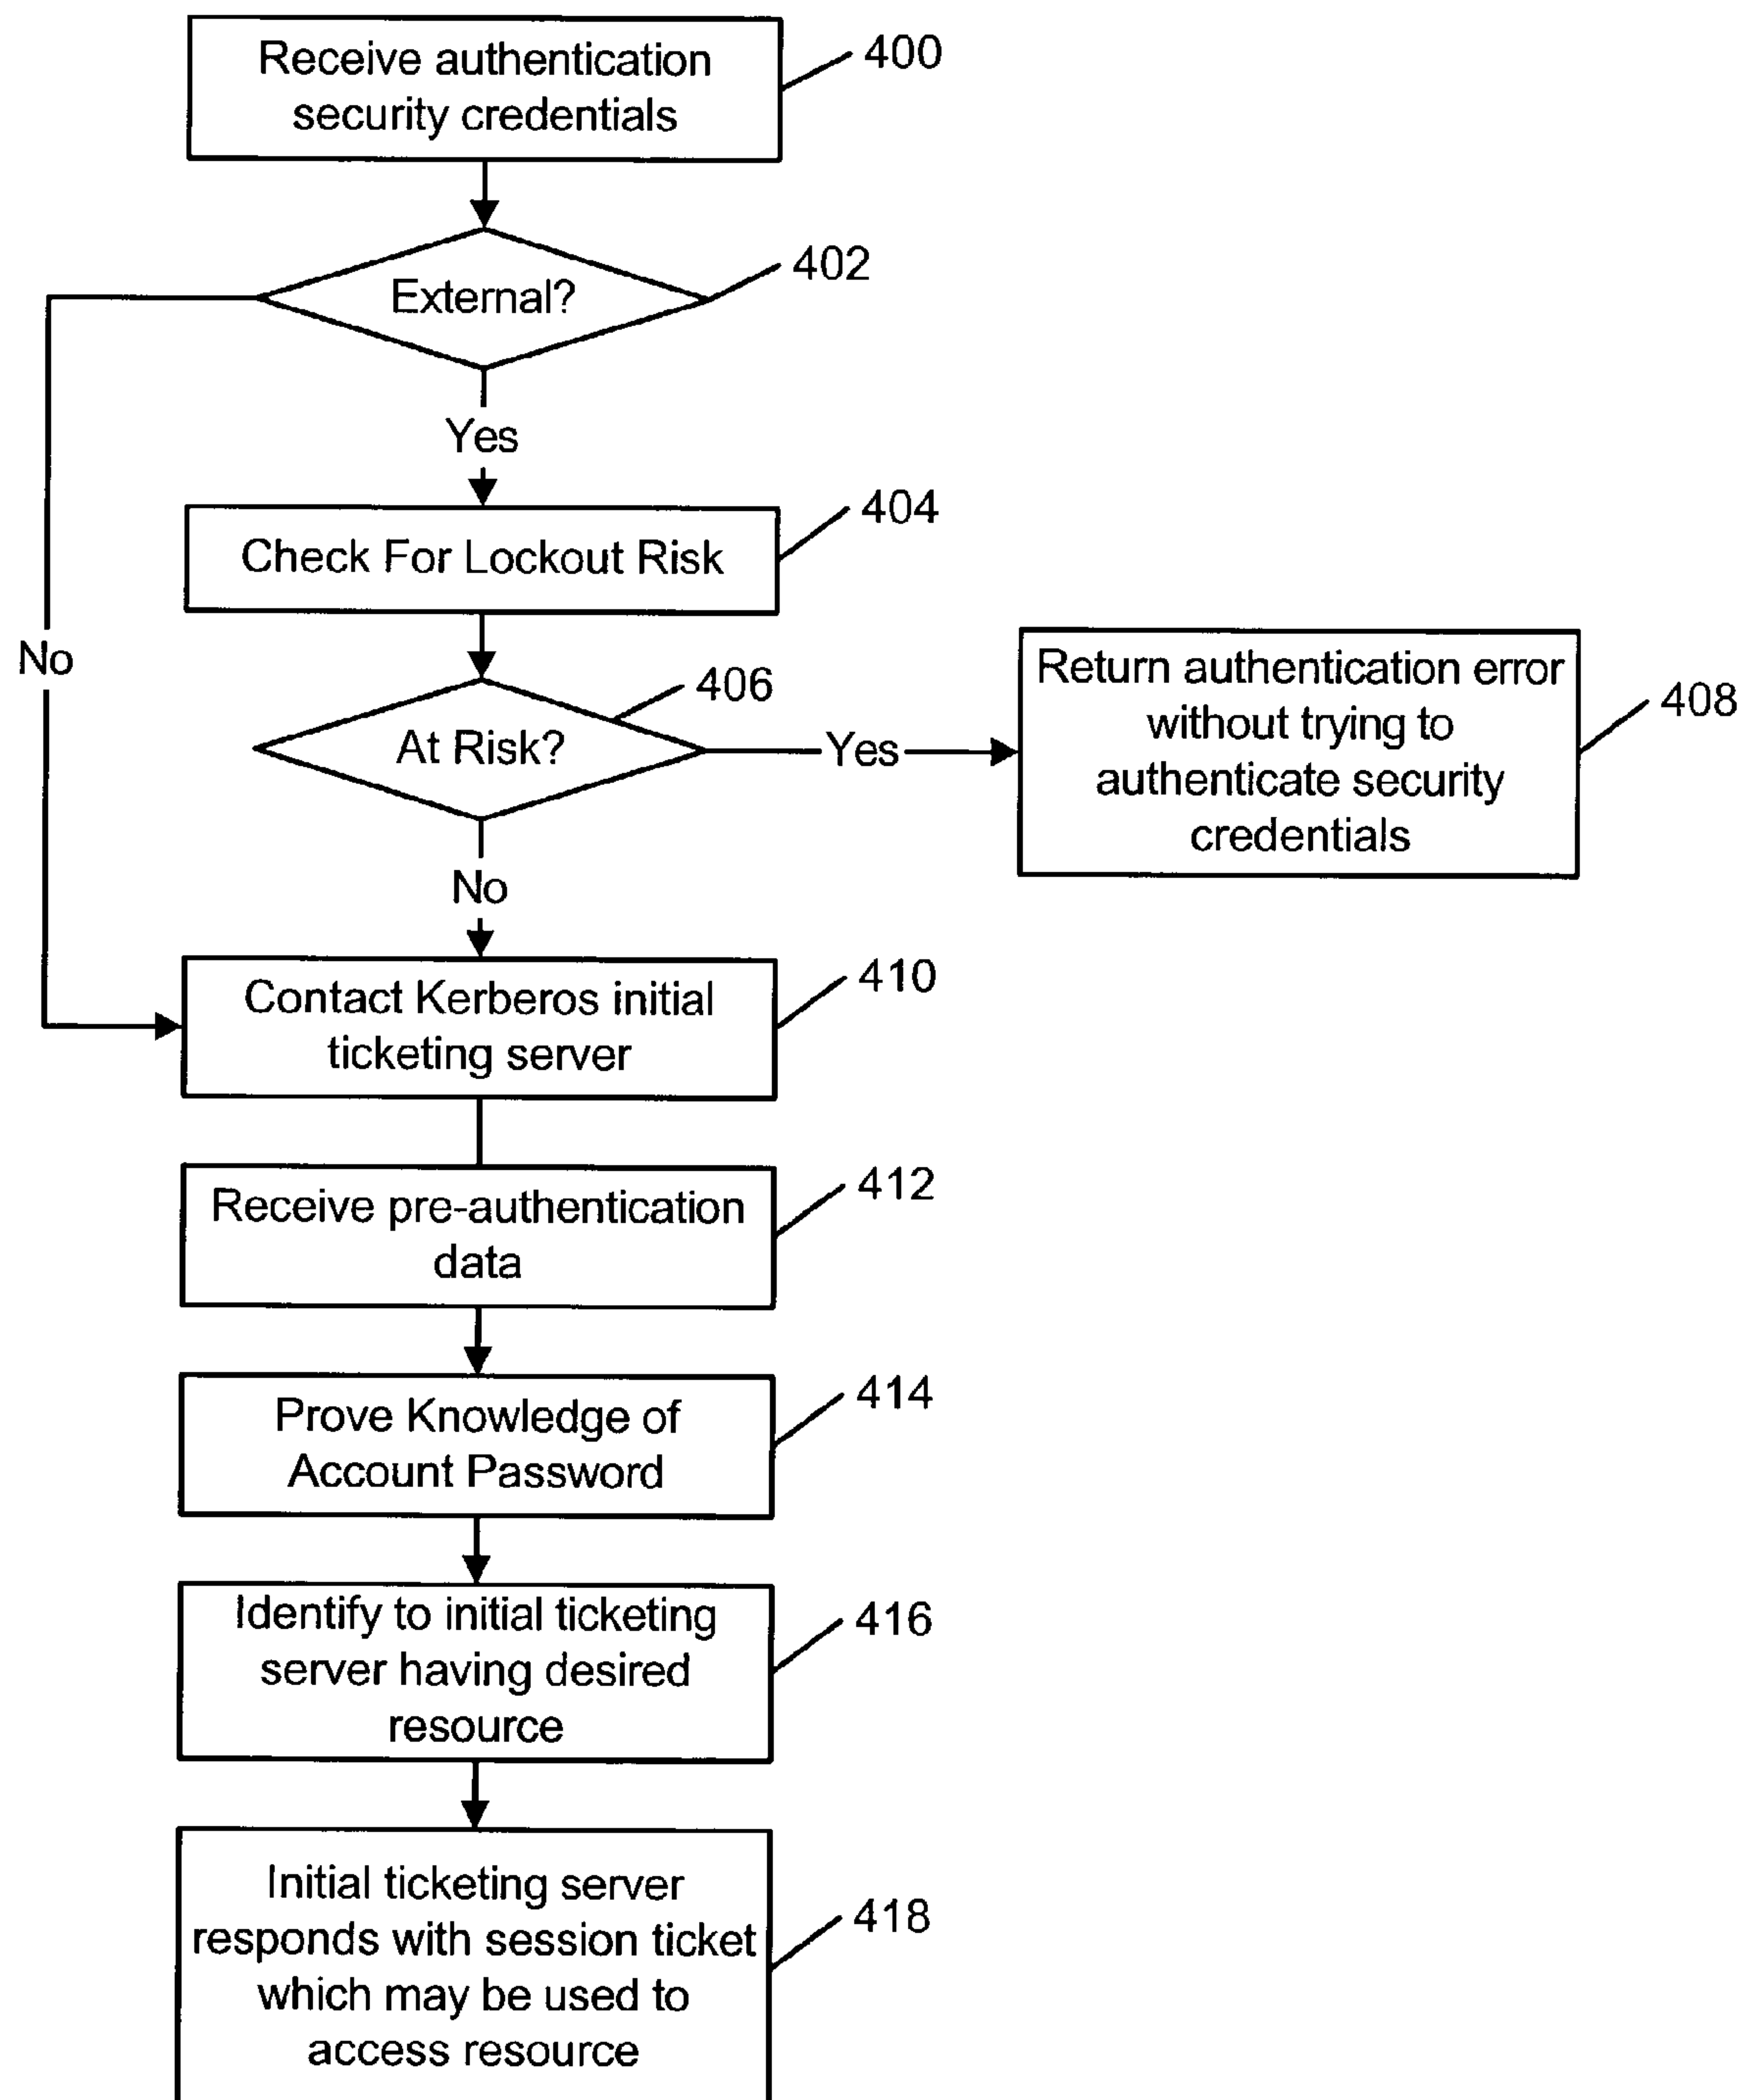 Receive authentication
security credentials
400
External?
402
Yes
No
Check For Lockout Risk
404
At Risk?
406
Yes
Return authentication error
without trying to
authenticate security
credentials
408
No
Contact Kerberos initial
ticketing server
410
Receive pre-authentication
data
412
Prove Knowledge of
Account Password
414
Identify to initial ticketing
server having desired
resource
416
Initial ticketing server
responds with session ticket
which may be used to
access resource
418